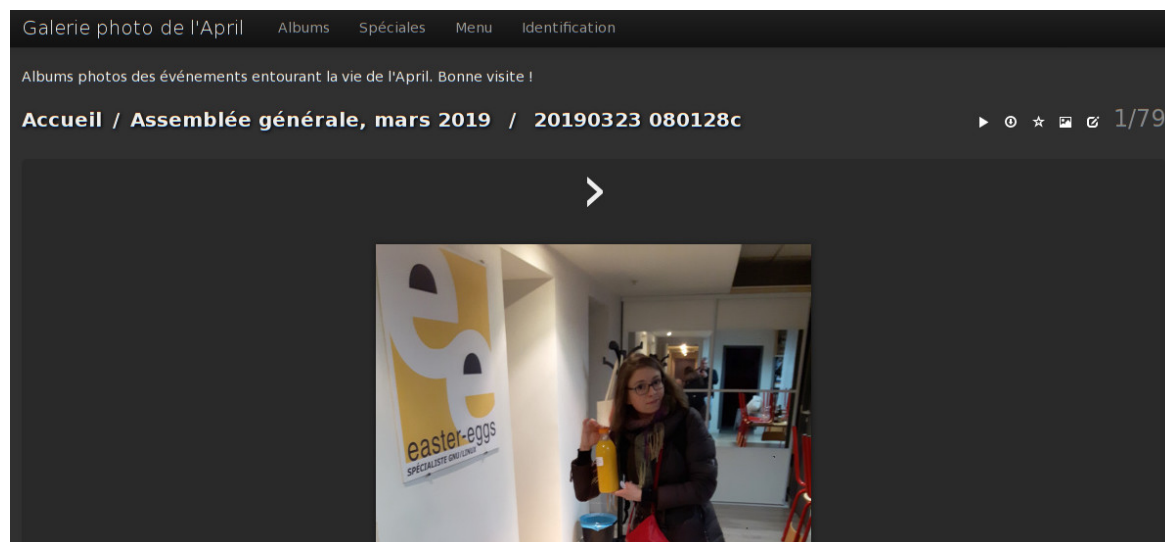 Galerie photo de l'April Albums Spéciales Menu Identification
Albums photos des événements entourant la vie de l'April. Bonne visite !
Accueil / Assemblée générale, mars 2019 / 20190323 080128c 1/79
ee
easter-eggs
SPÉCIALISTE GNU/LINUX